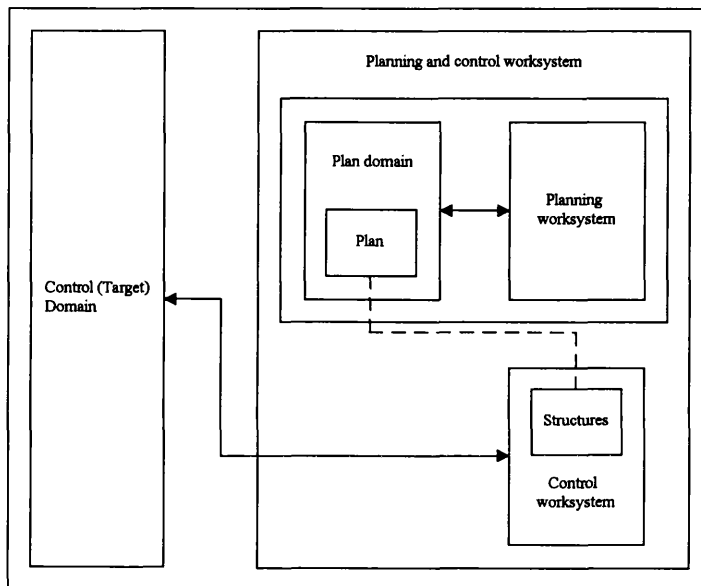 Planning and control worksystem
Plan domain
Planning
worksystem
Plan
Control (Target)
Domain
Structures
Control
worksystem